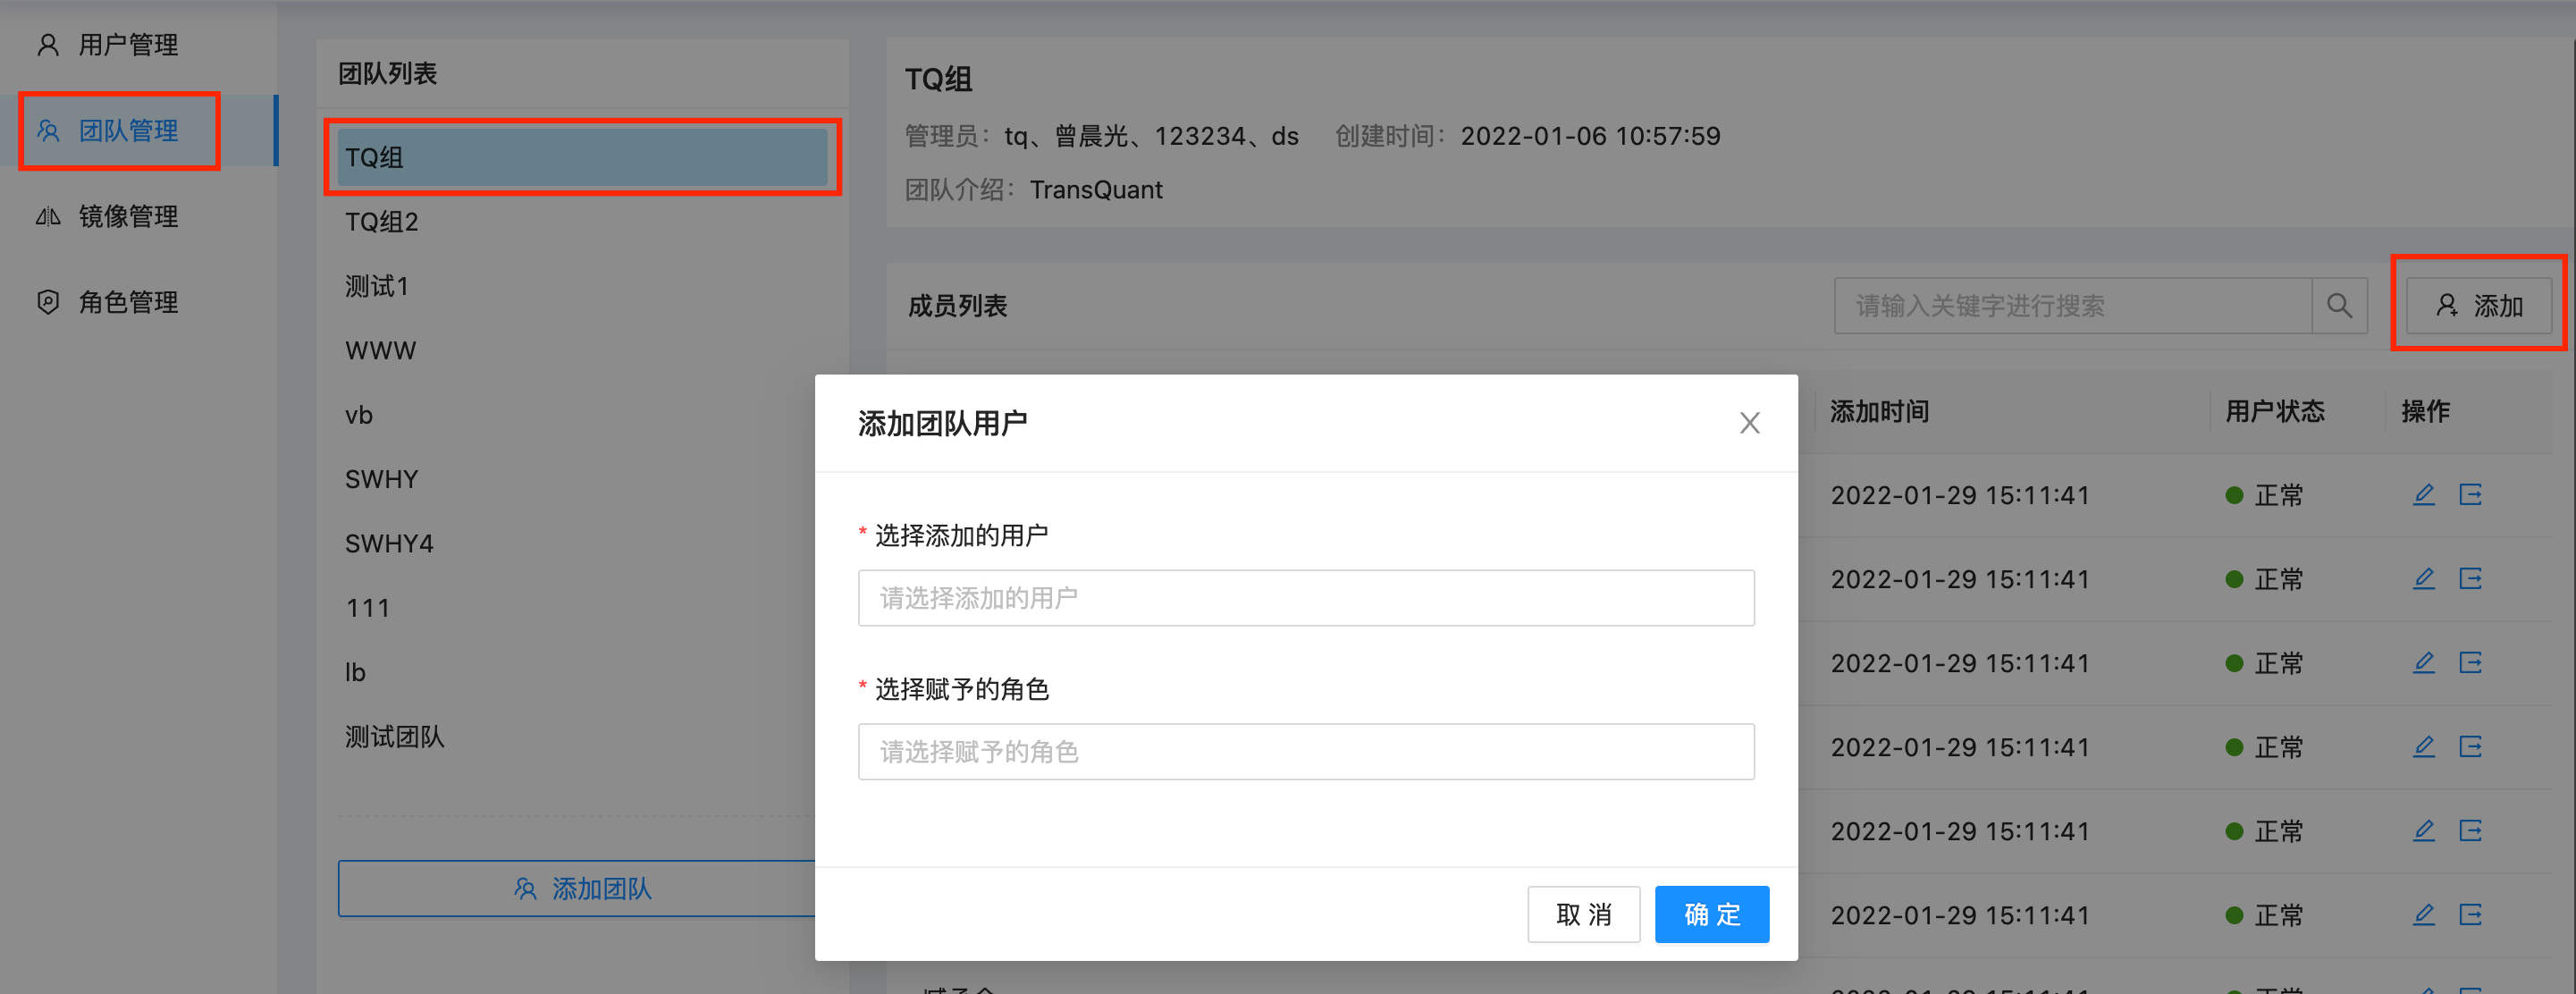 用户管理
团队管理
镜像管理
角色管理
团队列表
TQ组
TQ组2
测试1
WWW
vb
SWHY
SWHY4
111
lb
测试团队
添加团队
TQ组
管理员：tq、曾晨光、123234、ds 创建时间：2022-01-06 10:57:59
团队介绍：TransQuant
成员列表
请输入关键字进行搜索
添加
添加时间 用户状态 操作
2022-01-29 15:11:41 正常
2022-01-29 15:11:41 正常
2022-01-29 15:11:41 正常
2022-01-29 15:11:41 正常
2022-01-29 15:11:41 正常
2022-01-29 15:11:41 正常
添加团队用户
* 选择添加的用户
请选择添加的用户
* 选择赋予的角色
请选择赋予的角色
取 消
确 定